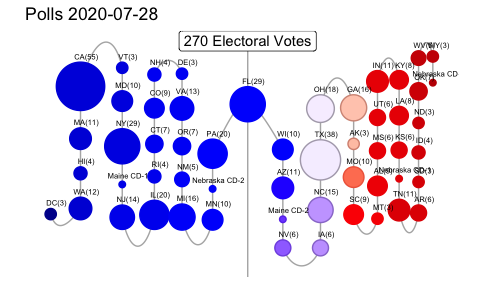 Polls 2020-07-28
270 Electoral Votes
CA(55)
MA(11)
HI(4)
WA(12)
DC(3)
VT(3)
MD(10)
NY(29)
Maine CD-1
NJ(14)
NH(4)
CO(9)
CT(7)
RI(4)
IL(20)
DE(3)
VA(13)
OR(7)
NM(5)
MI(16)
PA(20)
Nebraska CD-2
MN(10)
FL(29)
WI(10)
AZ(11)
Maine CD-2
NV(6)
OH(18)
TX(38)
NC(15)
IA(6)
GA(16)
AK(3)
MO(10)
SC(9)
IN(11)
UT(6)
MS(6)
MT(3)
KY(8)
LA(8)
KS(6)
Nebraska CD
TN(11)
ND(3)
ID(4)
AR(6)
WY(3)
Nebraska CD